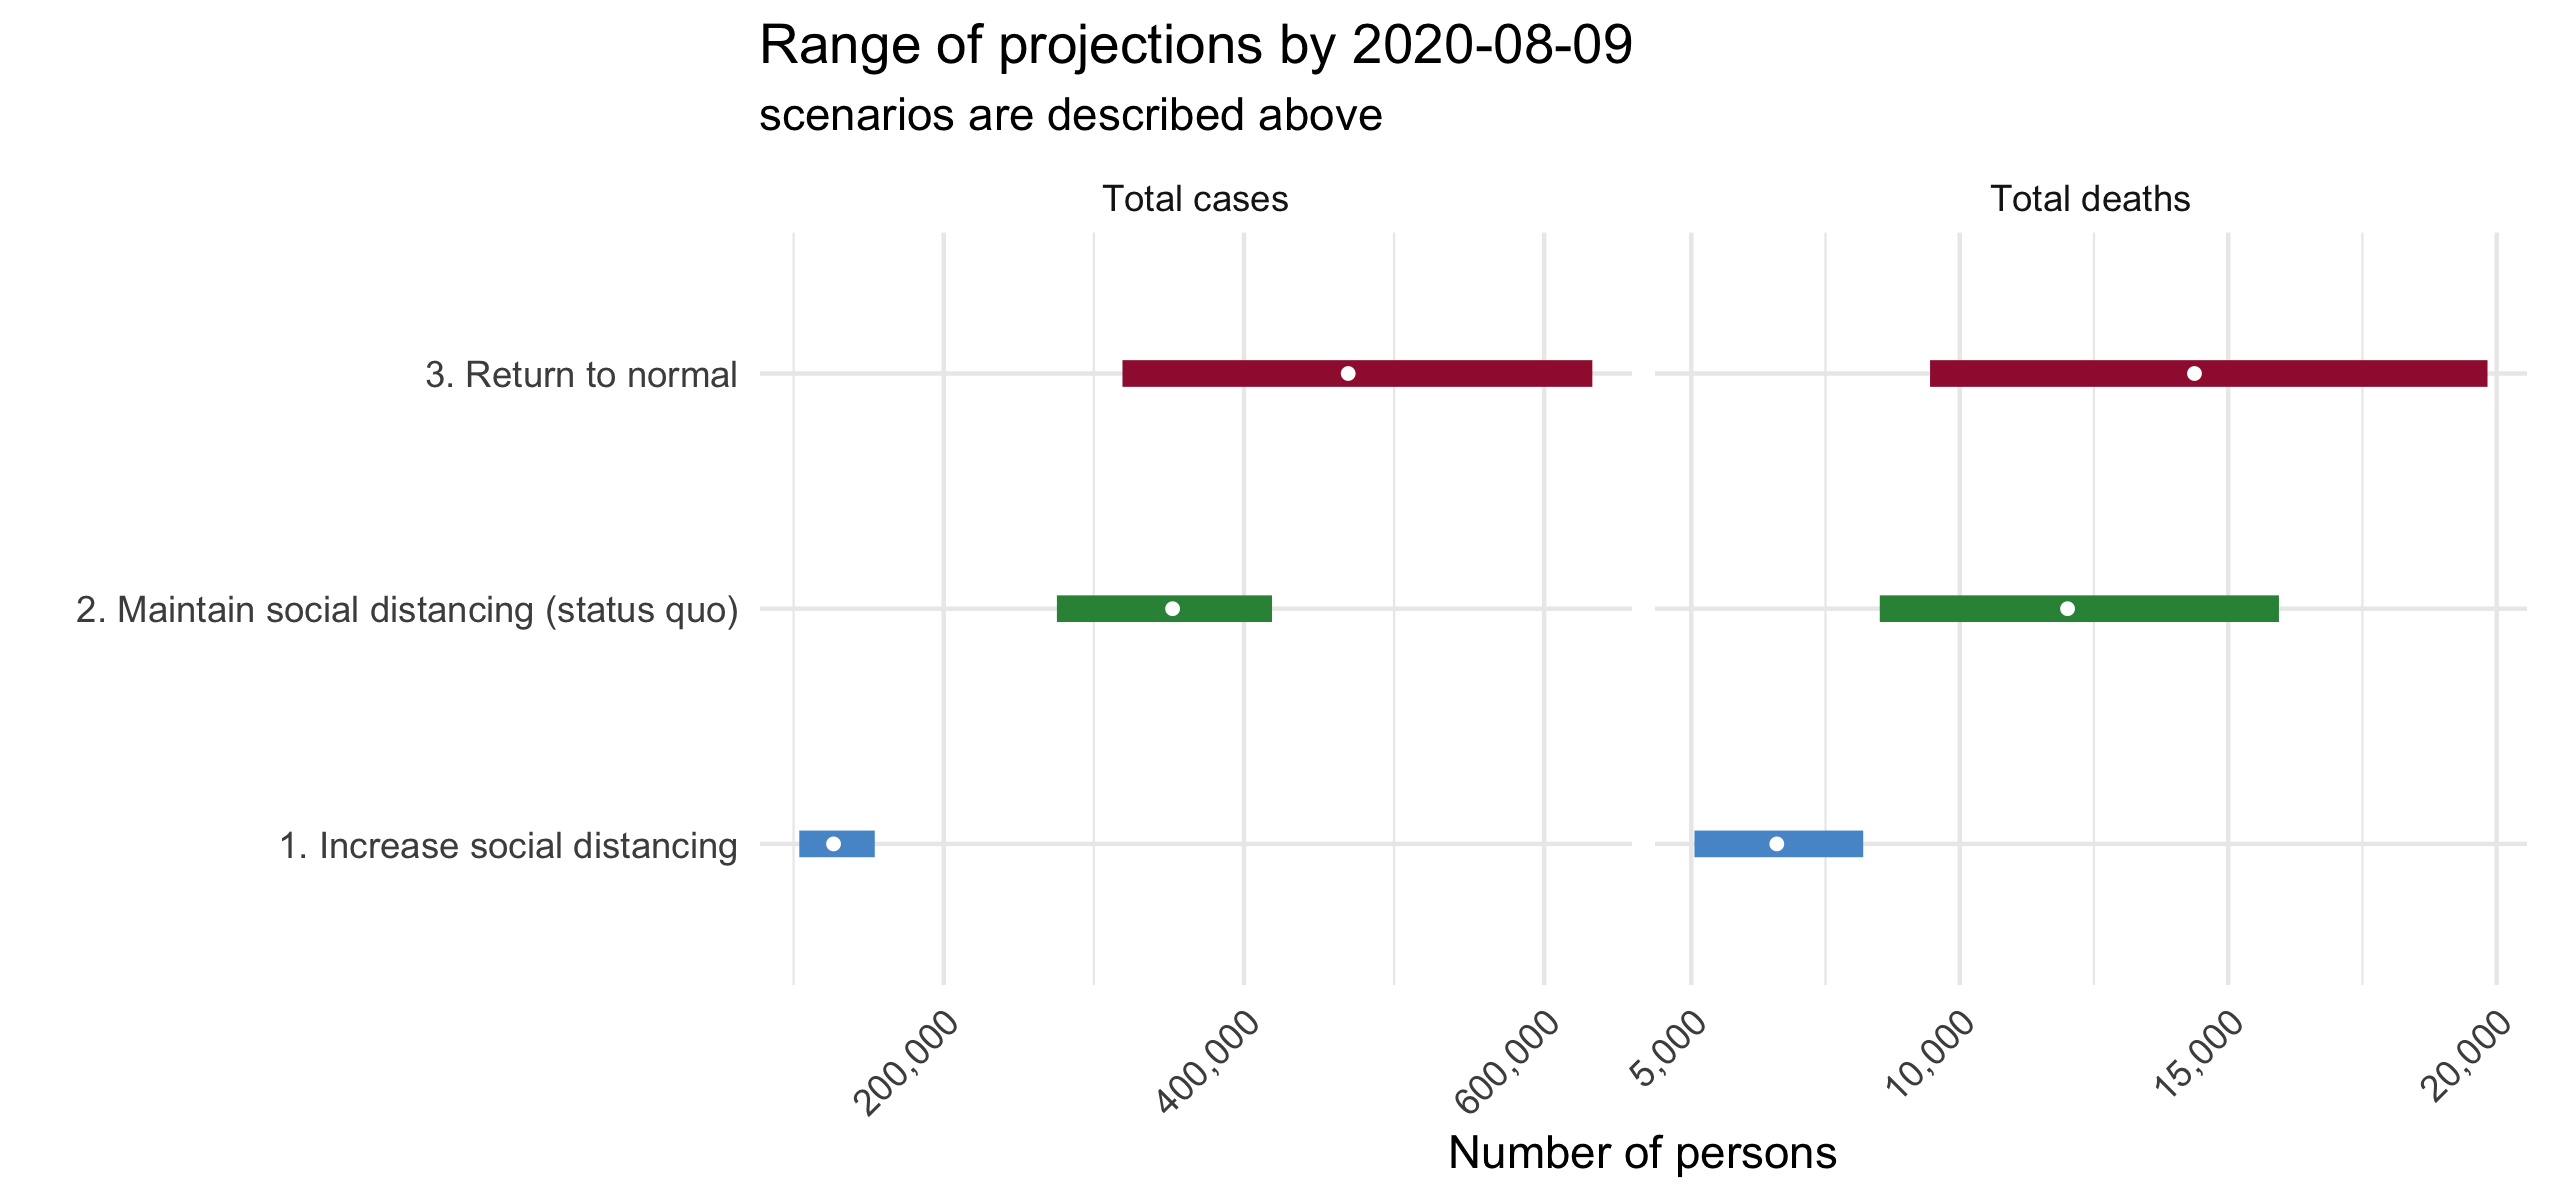 Range of projections by 2020-08-09
scenarios are described above
Total cases
Total deaths
3. Return to normal
2. Maintain social distancing (status quo)
1. Increase social distancing
200,000
400,000
600,000
5,000
10,000
15,000
20,000
Number of persons